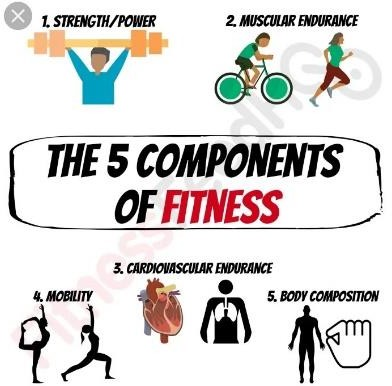 1. STRENGTH/POWER
2. MUSCULAR ENDURANCE
THE 5 COMPONENTS
OF FITNESS
3. CARDIOVASCULAR ENDURANCE
4. MOBILITY
5. BODY COMPOSITION